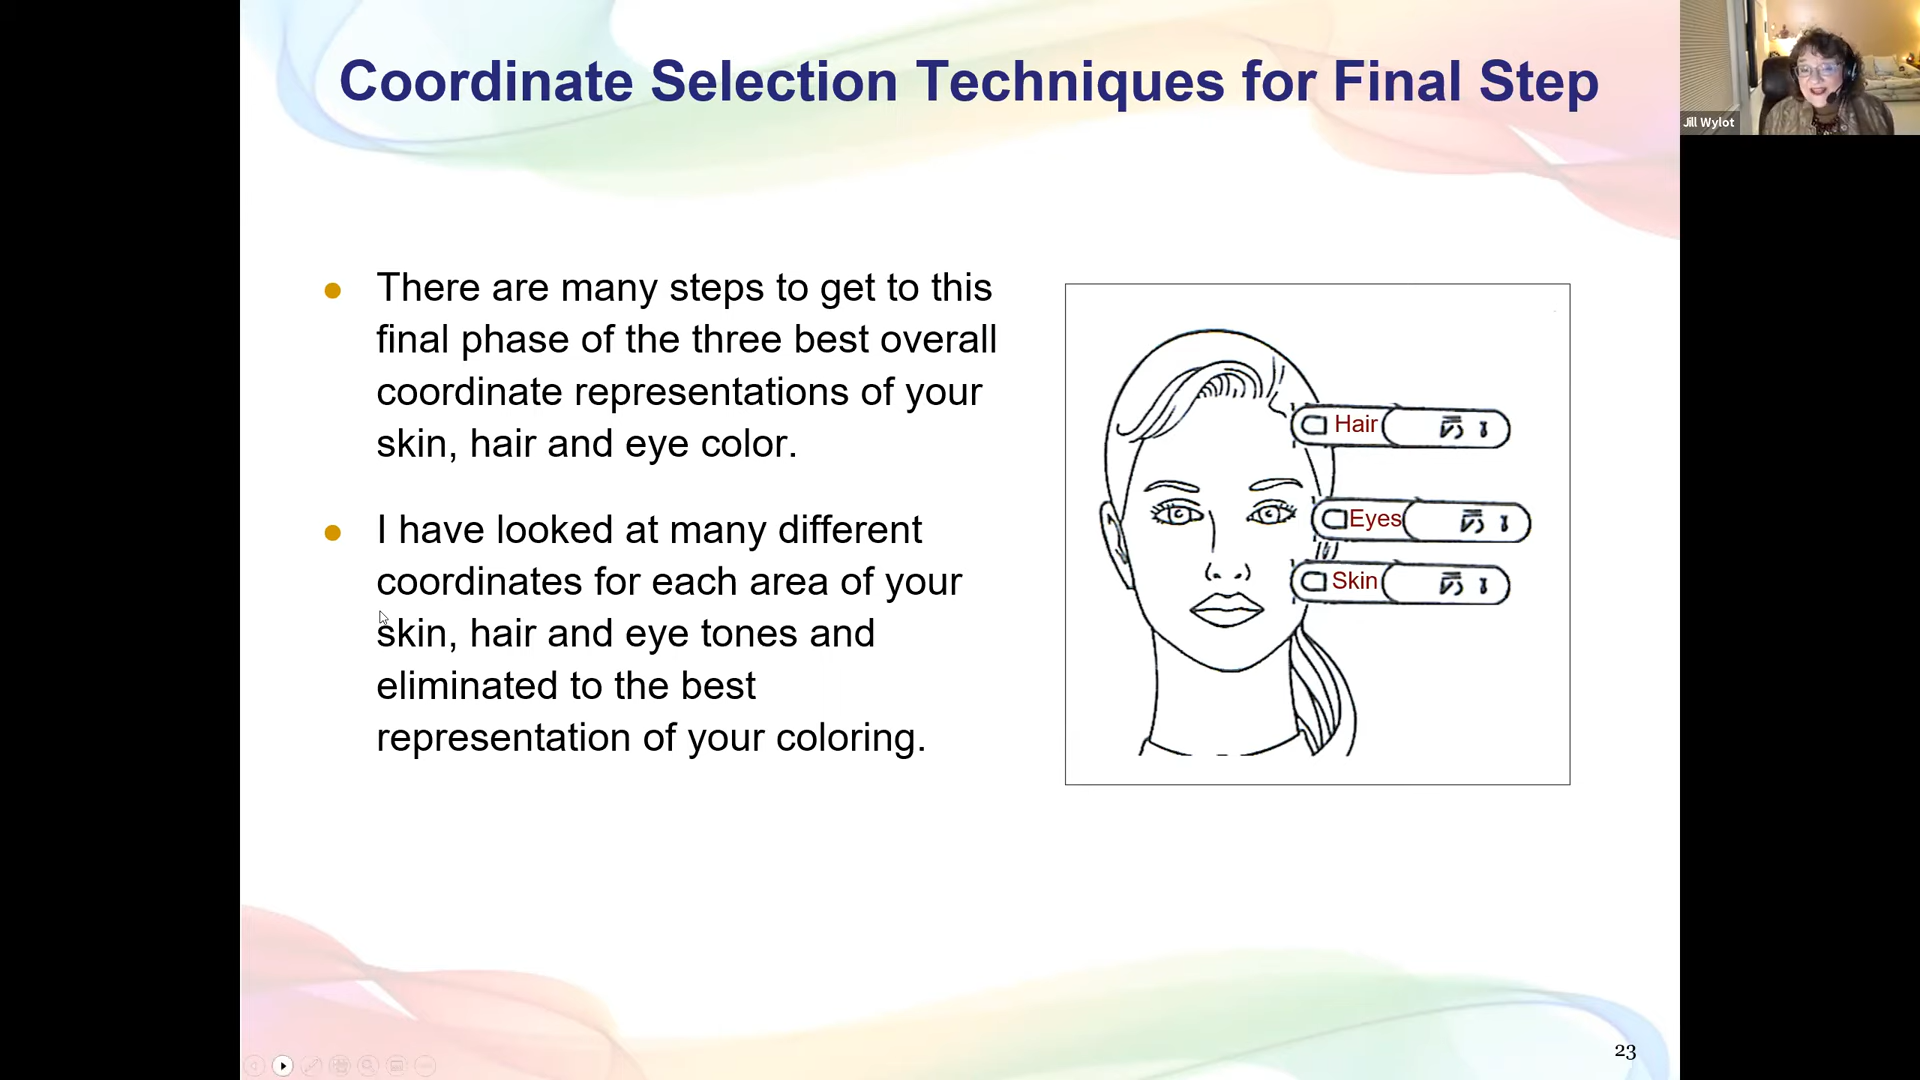 Coordinate Selection Techniques for Final Step
Jill Wylot
There are many steps to get to this
final phase of the three best overall
coordinate representations of your
skin, hair and eye color.
I have looked at many different
coordinates for each area of your
skin, hair and eye tones and
eliminated to the best
representation of your coloring.
Hair
Eyes
Skin
23